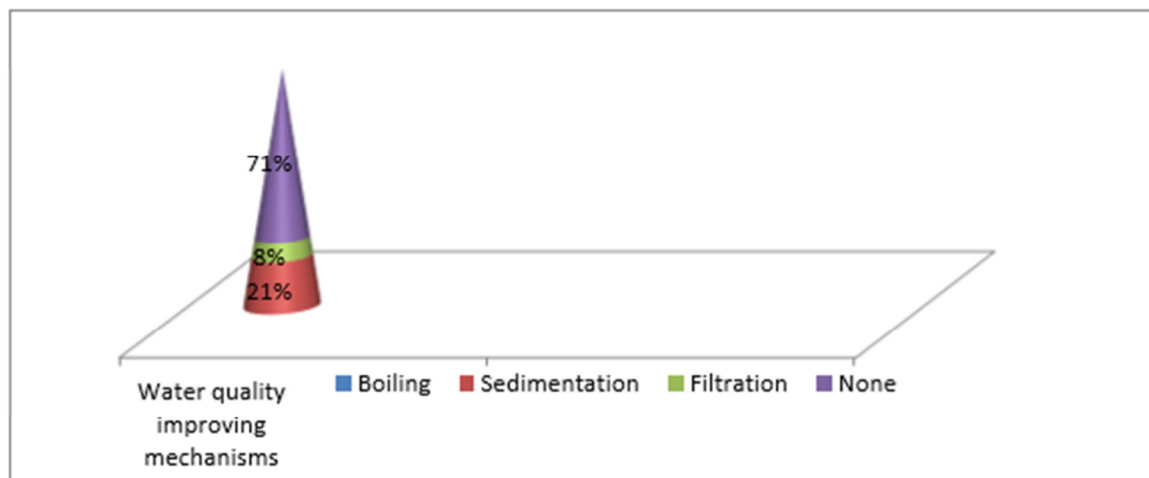 71%
8%
21%
Water quality
improving
mechanisms
Boiling Sedimentation Filtration None